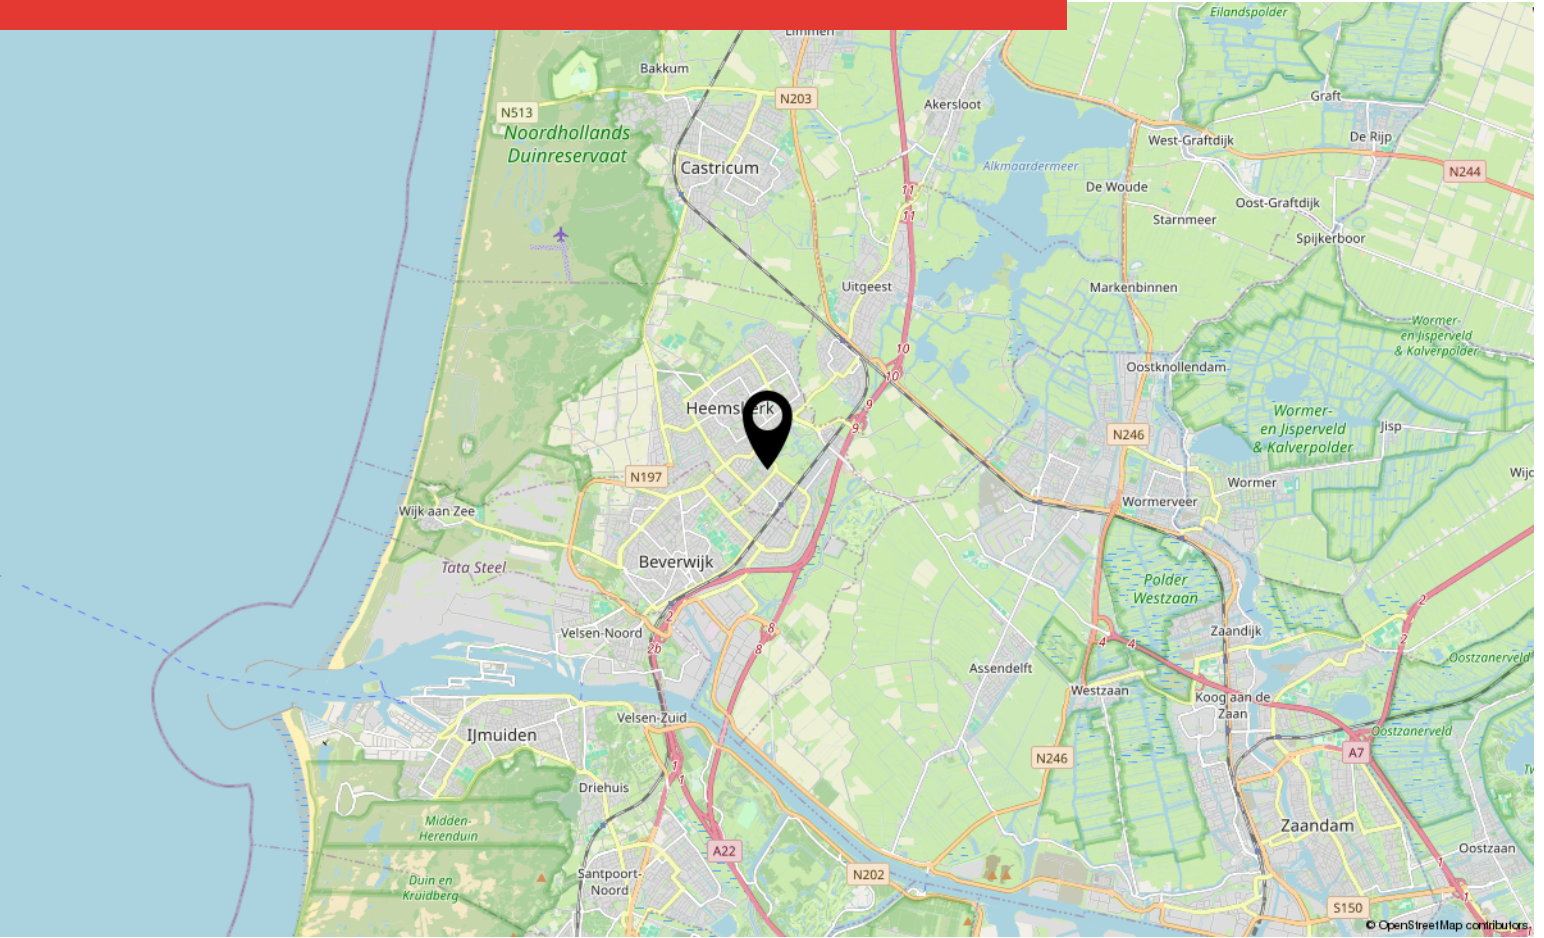 Eilandspolder
Limmen
Bakkum
N203
Akersloot
Graft
N513
Noordhollands
Duinreservaat
West-Graftdijk
De Rijp
Castricum
Alkmaardermeer
N244
De Woude
11
Oost-Graftdijk
11
Starnmeer
Spijkerboor
Uitgeest
Markenbinnen
Wormer-
en Jisperveld
& Kalverpolder
10
10
Oostknollendam
9
Heemskerk
Wormer-
en Jisperveld
& Kalverpolder
9
N246
Jisp
N197
Wormer
Wijk aan Zee
Wormerveer
Beverwijk
Tata Steel
Polder
Westzaan
2
2
Velsen-Noord
8
Zaandijk
2
2b
8
4
4
Assendelft
Oostzanerveld
Westzaan
Koog aan de
Zaan
Velsen-Zuid
IJmuiden
Oostzanerveld
A7
N246
1
1
Driehuis
Midden-
Herenduin
Zaandam
A22
Oostzaan
1
Santpoort-
Noord
N202
Duin en
Kruidberg
1
S150
© OpenStreetMap contributors